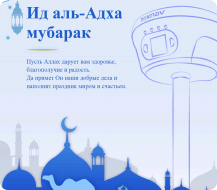 Ид аль-Адха
мубарак
Пусть Аллах дарует вам здоровье,
благополучие и радость.
Да примет Он наши добрые дела и
наполнит праздник миром и счастьем.